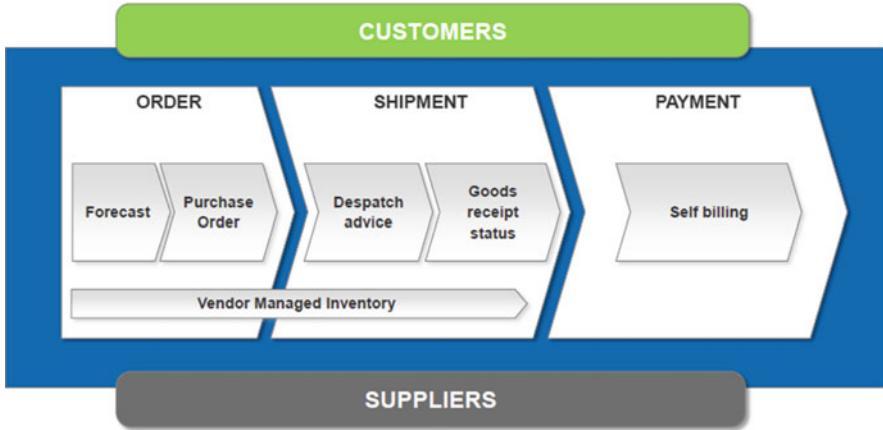 CUSTOMERS
ORDER
SHIPMENT
PAYMENT
Forecast
Purchase
Order
Despatch
advice
Goods
receipt
status
Self billing
Vendor Managed Inventory
SUPPLIERS